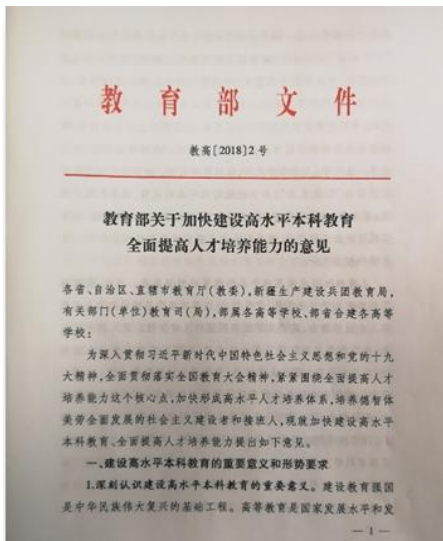 教育部文件
教高〔2018〕2号
教育部关于加快建设高水平本科教育
全面提高人才培养能力的意见
各省、自治区、直辖市教育厅(教委),新疆生产建设兵团教育局,
有关部门(单位)教育司(局),部属各高等学校、部省合建各高等
学校:
为深入贯彻习近平新时代中国特色社会主义思想和党的十九
大精神,全面贯彻落实全国教育大会精神,紧紧围绕全面提高人才
培养能力这个核心点,加快形成高水平人才培养体系,培养德智体
美劳全面发展的社会主义建设者和接班人,现就加快建设高水平
本科教育、全面提高人才培养能力提出如下意见。
一、建设高水平本科教育的重要意义和形势要求
1.深刻认识建设高水平本科教育的重要意义。建设教育强国
是中华民族伟大复兴的基础工程。高等教育是国家发展水平和发
— 1 —